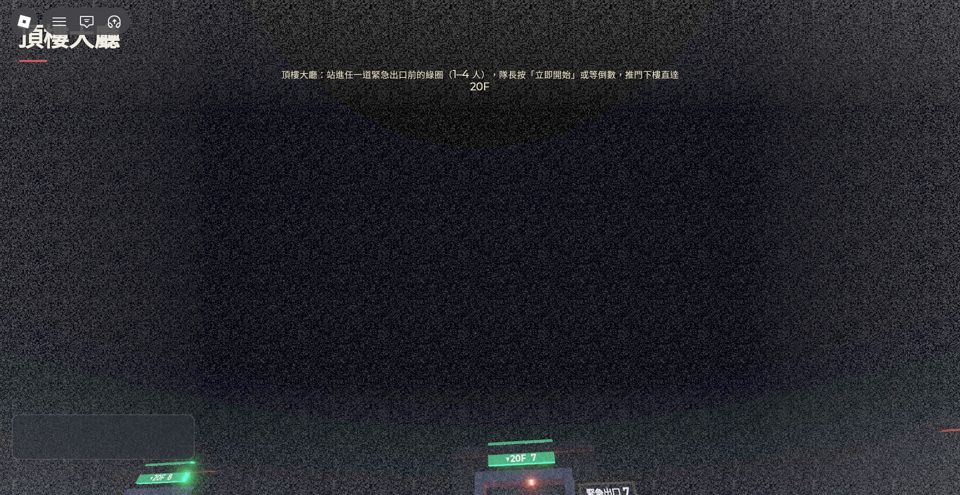 頂樓大廳
頂樓大廳：站進任一道緊急出口前的綠圈（1–4 人），隊長按「立即開始」或等倒數，推門下樓直達
20F
▼20F 7
▼20F 8
緊急出口 7